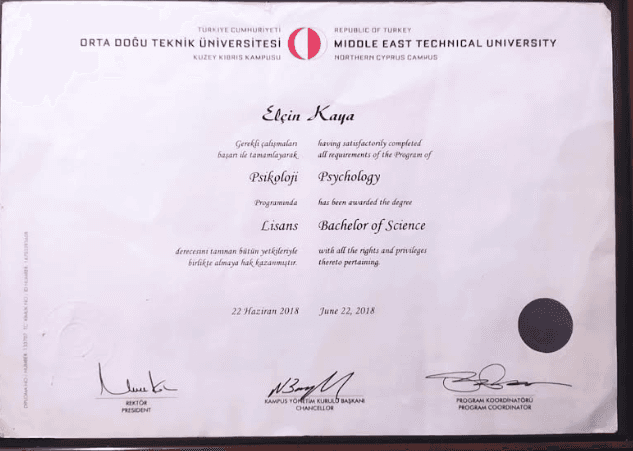 TÜRKİYE CUMHURİYETİ
ORTA DOĞU TEKNİK ÜNİVERSİTESİ
KUZEY KIBRIS KAMPUSU
REPUBLIC OF TURKEY
MIDDLE EAST TECHNICAL UNIVERSITY
NORTHERN CYPRUS CAMPUS
Elçin Kaya
Gerekli çalışmaları
başarı ile tamamlayarak
having satisfactorily completed
all requirements of the Program of
Psikoloji
Psychology
Programında
has been awarded the degree
Lisans
Bachelor of Science
derecesini tanınan bütün yetkileriyle
birlikte almaya hak kazanmıştır.
with all the rights and privileges
thereto pertaining.
22 Haziran 2018
June 22, 2018
REKTÖR
PRESIDENT
KAMPUS YÖNETİM KURULU BAŞKANI
CHANCELLOR
PROGRAM KOORDİNATÖRÜ
PROGRAM COORDINATOR